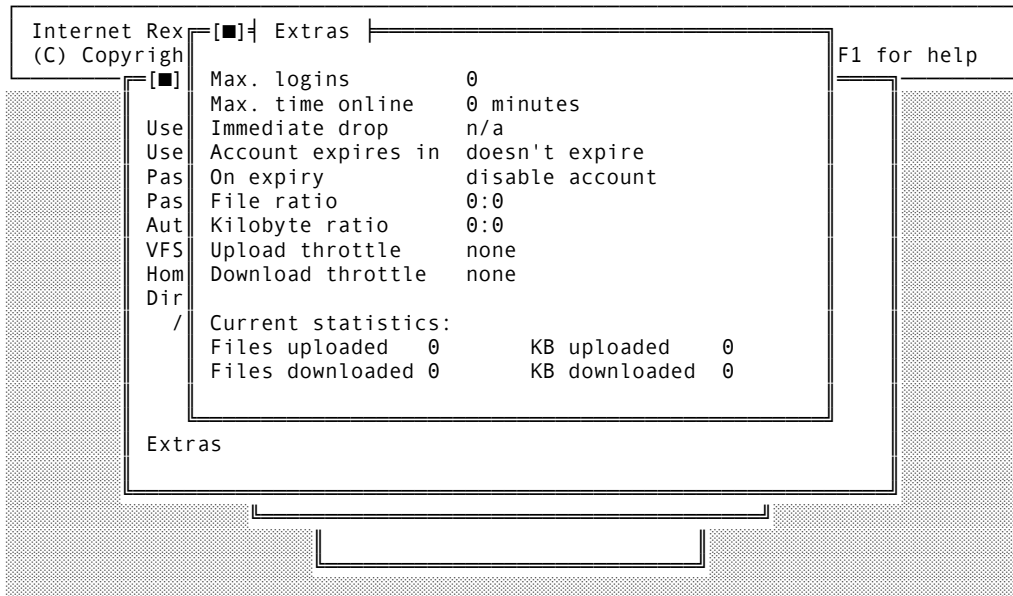 Internet Rex
(C) Copyrigh
F1 for help
[■] Extras
[■]
Max. logins 0
Max. time online 0 minutes
Immediate drop n/a
Account expires in doesn't expire
On expiry disable account
File ratio 0:0
Kilobyte ratio 0:0
Upload throttle none
Download throttle none
Current statistics:
Files uploaded 0 KB uploaded 0
Files downloaded 0 KB downloaded 0
Use
Use
Pas
Pas
Aut
VFS
Hom
Dir
/
Extras